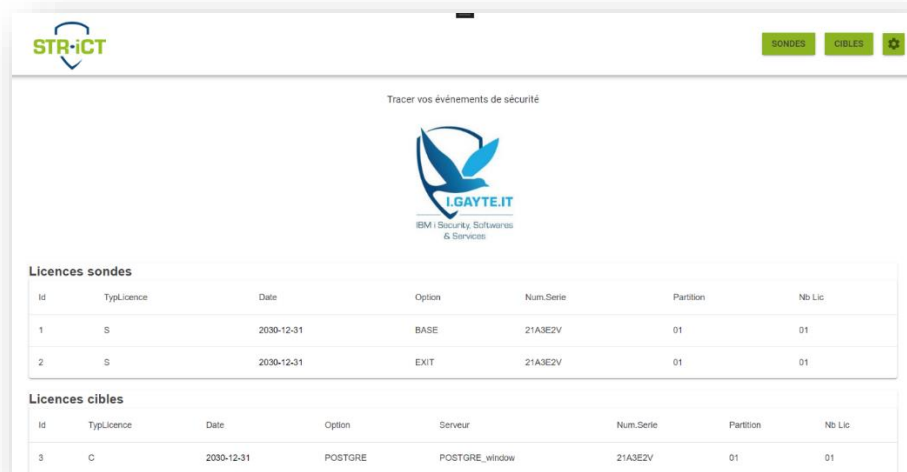 STR-iCT
SONDES CIBLES
Tracer vos événements de sécurité
I.GAYTE.IT
IBM i Security, Softwares
& Services
Licences sondes
Id TypLicence Date Option Num.Serie Partition Nb Lic
1 S 2030-12-31 BASE 21A3E2V 01 01
2 S 2030-12-31 EXIT 21A3E2V 01 01
Licences cibles
Id TypLicence Date Option Serveur Num.Serie Partition Nb Lic
3 C 2030-12-31 POSTGRE POSTGRE_window 21A3E2V 01 01